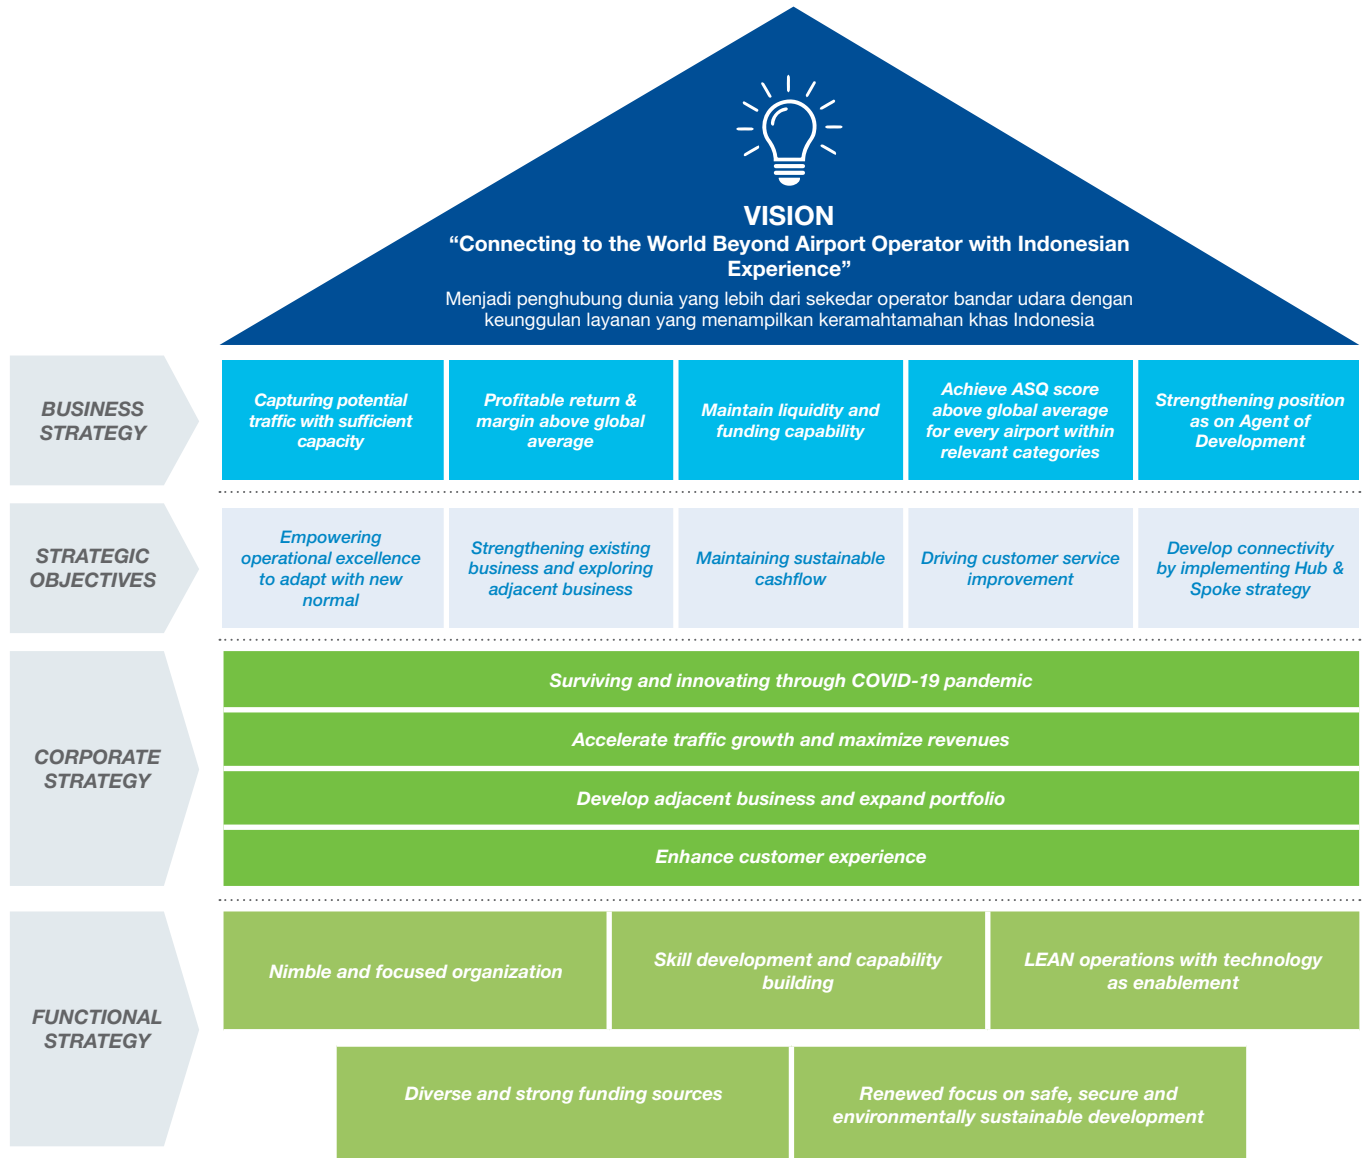 VISION
“Connecting to the World Beyond Airport Operator with Indonesian
Experience”
Menjadi penghubung dunia yang lebih dari sekedar operator bandar udara dengan
keunggulan layanan yang menampilkan keramahtamahan khas Indonesia
BUSINESS
STRATEGY
Capturing potential
traffic with sufficient
capacity
Profitable return &
margin above global
average
Maintain liquidity and
funding capability
Achieve ASQ score
above global average
for every airport within
relevant categories
Strengthening position
as on Agent of
Development
STRATEGIC
OBJECTIVES
Empowering
operational excellence
to adapt with new
normal
Strengthening existing
business and exploring
adjacent business
Maintaining sustainable
cashflow
Driving customer service
improvement
Develop connectivity
by implementing Hub &
Spoke strategy
CORPORATE
STRATEGY
Surviving and innovating through COVID-19 pandemic
Accelerate traffic growth and maximize revenues
Develop adjacent business and expand portfolio
Enhance customer experience
FUNCTIONAL
STRATEGY
Nimble and focused organization
Skill development and capability
building
LEAN operations with technology
as enablement
Diverse and strong funding sources
Renewed focus on safe, secure and
environmentally sustainable development